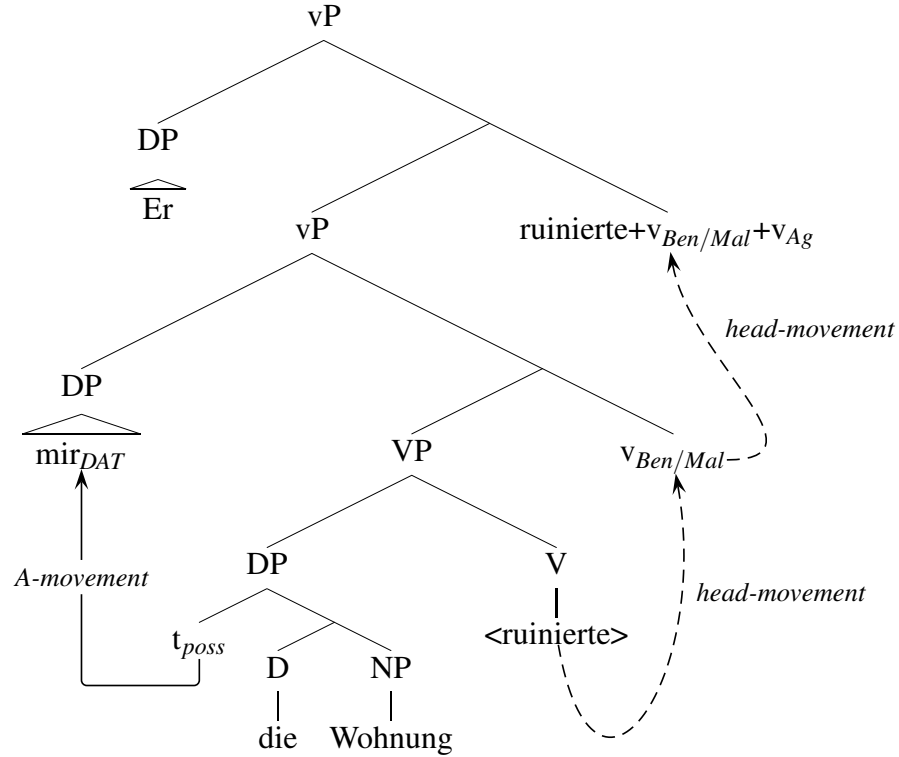 vP
DP
Er
vP ruinierte+v_Ben/Mal+v_Ag
head-movement
DP
mir_DAT VP v_Ben/Mal
DP V
A-movement head-movement
t_poss <ruinierte>
D NP
die Wohnung